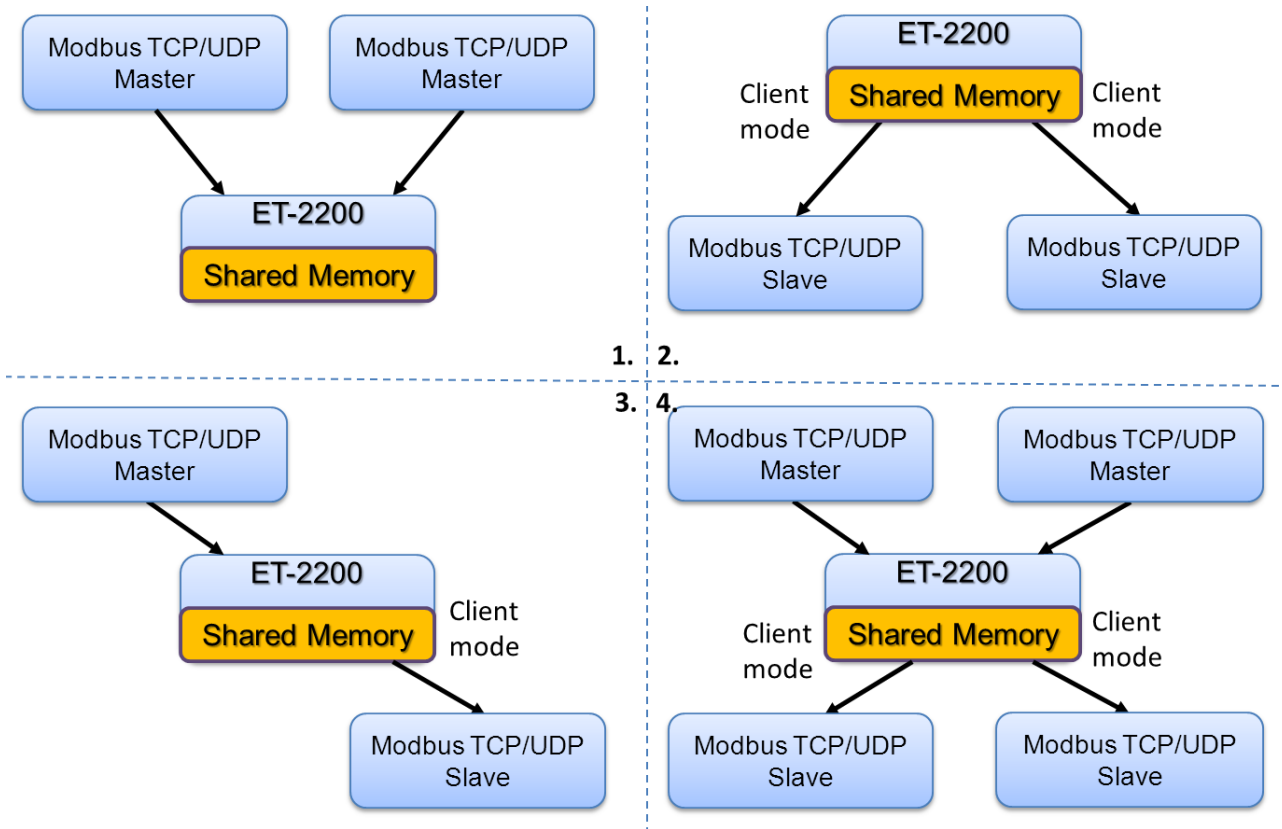 Modbus TCP/UDP
Master
Modbus TCP/UDP
Master
ET-2200
Shared Memory
1.
ET-2200
Shared Memory
Client
mode
Client
mode
Modbus TCP/UDP
Slave
Modbus TCP/UDP
Slave
2.
3.
Modbus TCP/UDP
Master
ET-2200
Shared Memory
Client
mode
Modbus TCP/UDP
Slave
4.
Modbus TCP/UDP
Master
Modbus TCP/UDP
Master
ET-2200
Shared Memory
Client
mode
Client
mode
Modbus TCP/UDP
Slave
Modbus TCP/UDP
Slave